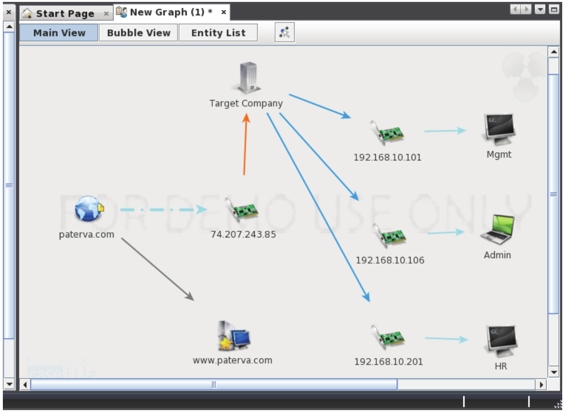 Start Page
New Graph (1) *
Main View
Bubble View
Entity List
Target Company
192.168.10.101
Mgmt
FOR DEMO USE ONLY
paterva.com
74.207.243.85
192.168.10.106
Admin
www.paterva.com
192.168.10.201
HR